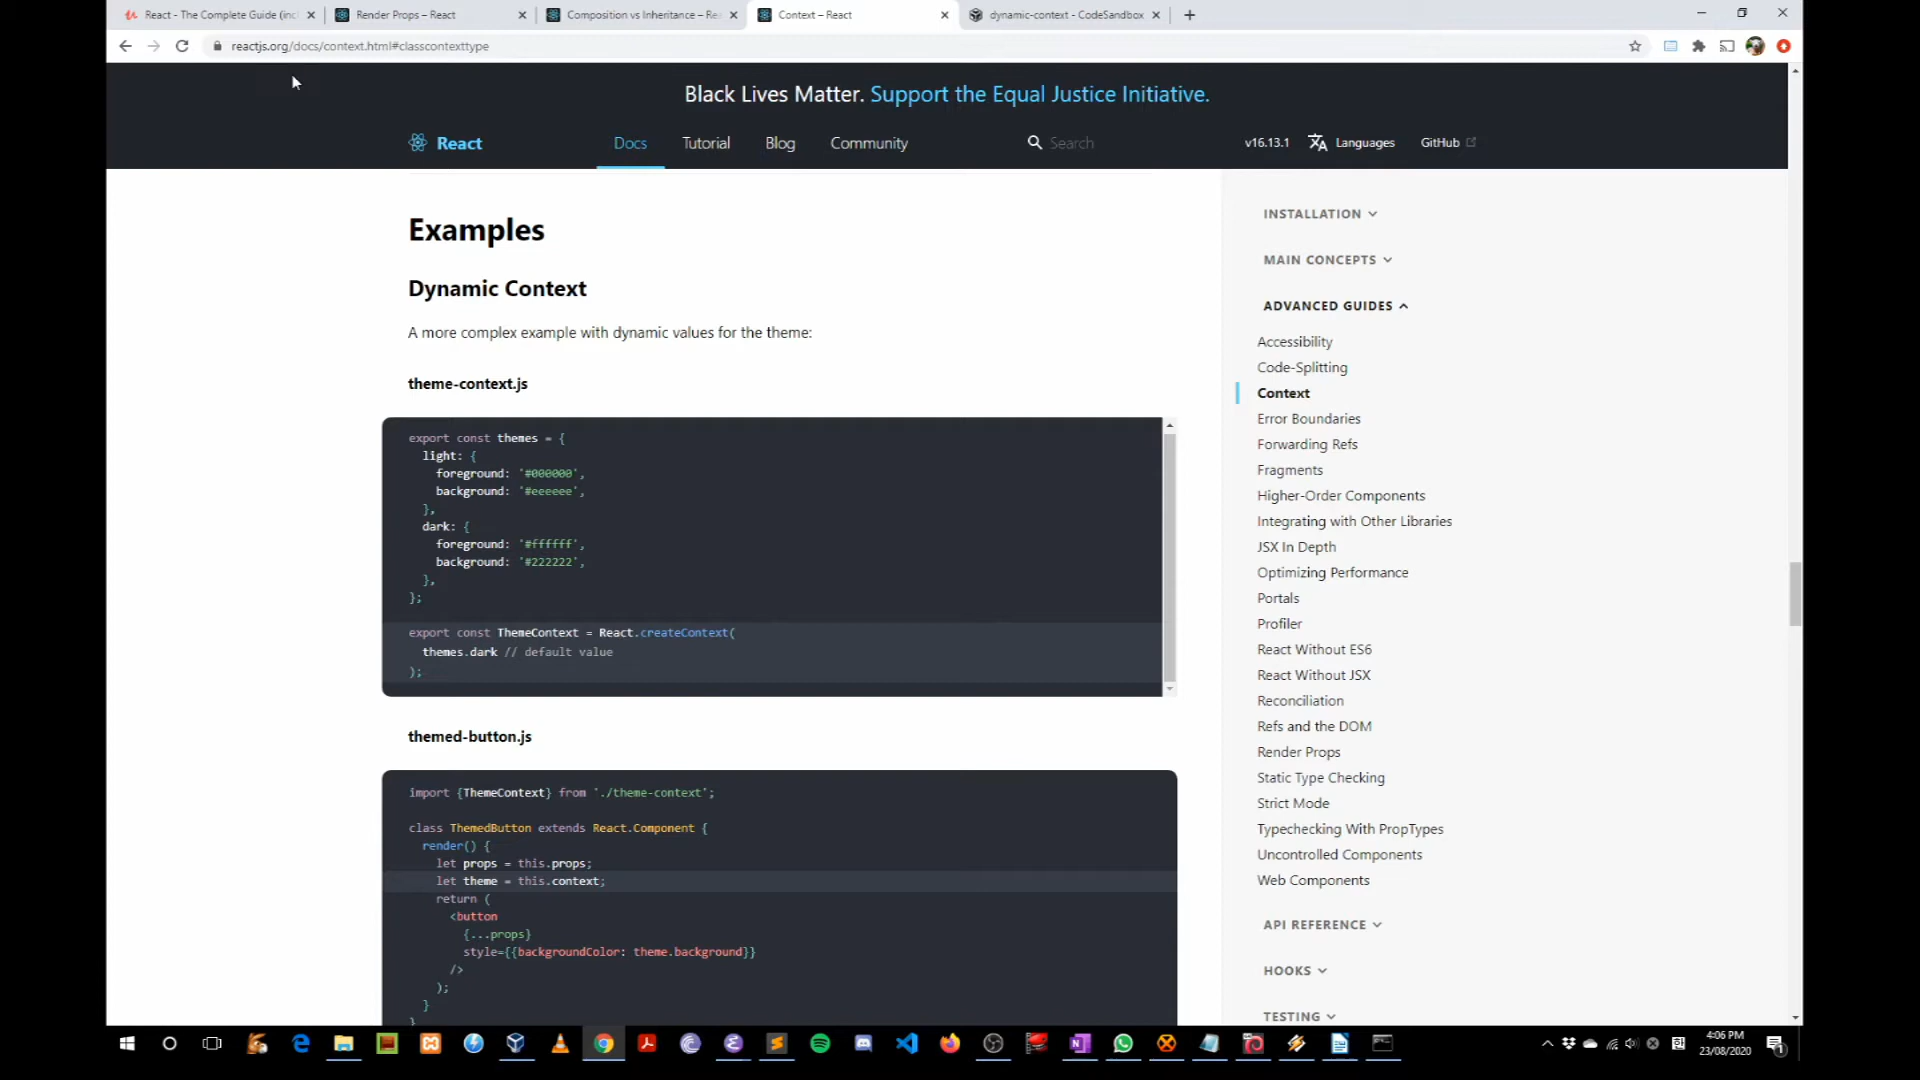 React - The Complete Guide (inc
Render Props – React
Composition vs Inheritance – Re
Context – React
dynamic-context - CodeSandbox
reactjs.org/docs/context.html#classcontexttype
Black Lives Matter. Support the Equal Justice Initiative.
React
Docs
Tutorial
Blog
Community
Search
v16.13.1
Languages
GitHub
Examples
Dynamic Context
A more complex example with dynamic values for the theme:
theme-context.js
export const themes = {
light: {
foreground: '#000000',
background: '#eeeeee',
},
dark: {
foreground: '#ffffff',
background: '#222222',
},
};
export const ThemeContext = React.createContext(
themes.dark // default value
);
themed-button.js
import {ThemeContext} from './theme-context';
class ThemedButton extends React.Component {
render() {
let props = this.props;
let theme = this.context;
return (
<button
{...props}
style={{backgroundColor: theme.background}}
/>
);
}
}
INSTALLATION
MAIN CONCEPTS
ADVANCED GUIDES
Accessibility
Code-Splitting
Context
Error Boundaries
Forwarding Refs
Fragments
Higher-Order Components
Integrating with Other Libraries
JSX In Depth
Optimizing Performance
Portals
Profiler
React Without ES6
React Without JSX
Reconciliation
Refs and the DOM
Render Props
Static Type Checking
Strict Mode
Typechecking With PropTypes
Uncontrolled Components
Web Components
API REFERENCE
HOOKS
TESTING
4:06 PM
23/08/2020